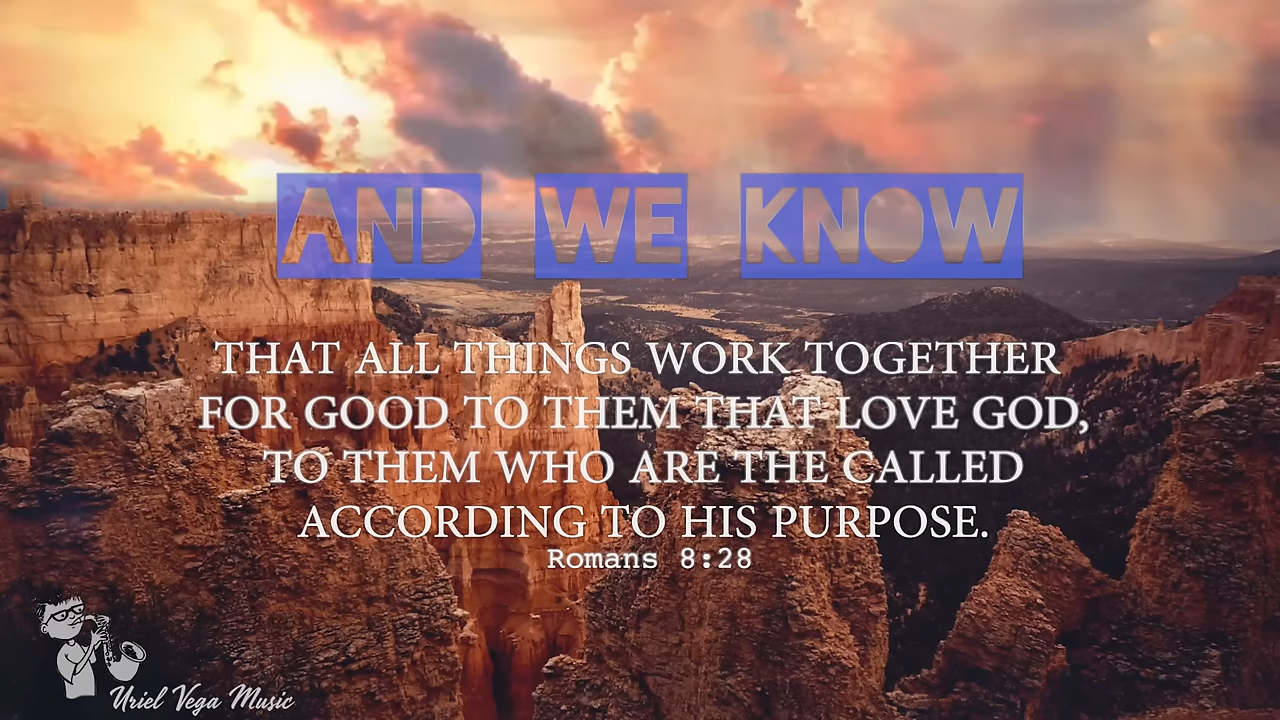 AND WE KNOW
THAT ALL THINGS WORK TOGETHER
FOR GOOD TO THEM THAT LOVE GOD,
TO THEM WHO ARE THE CALLED
ACCORDING TO HIS PURPOSE.
Romans 8:28
Uriel Vega Music